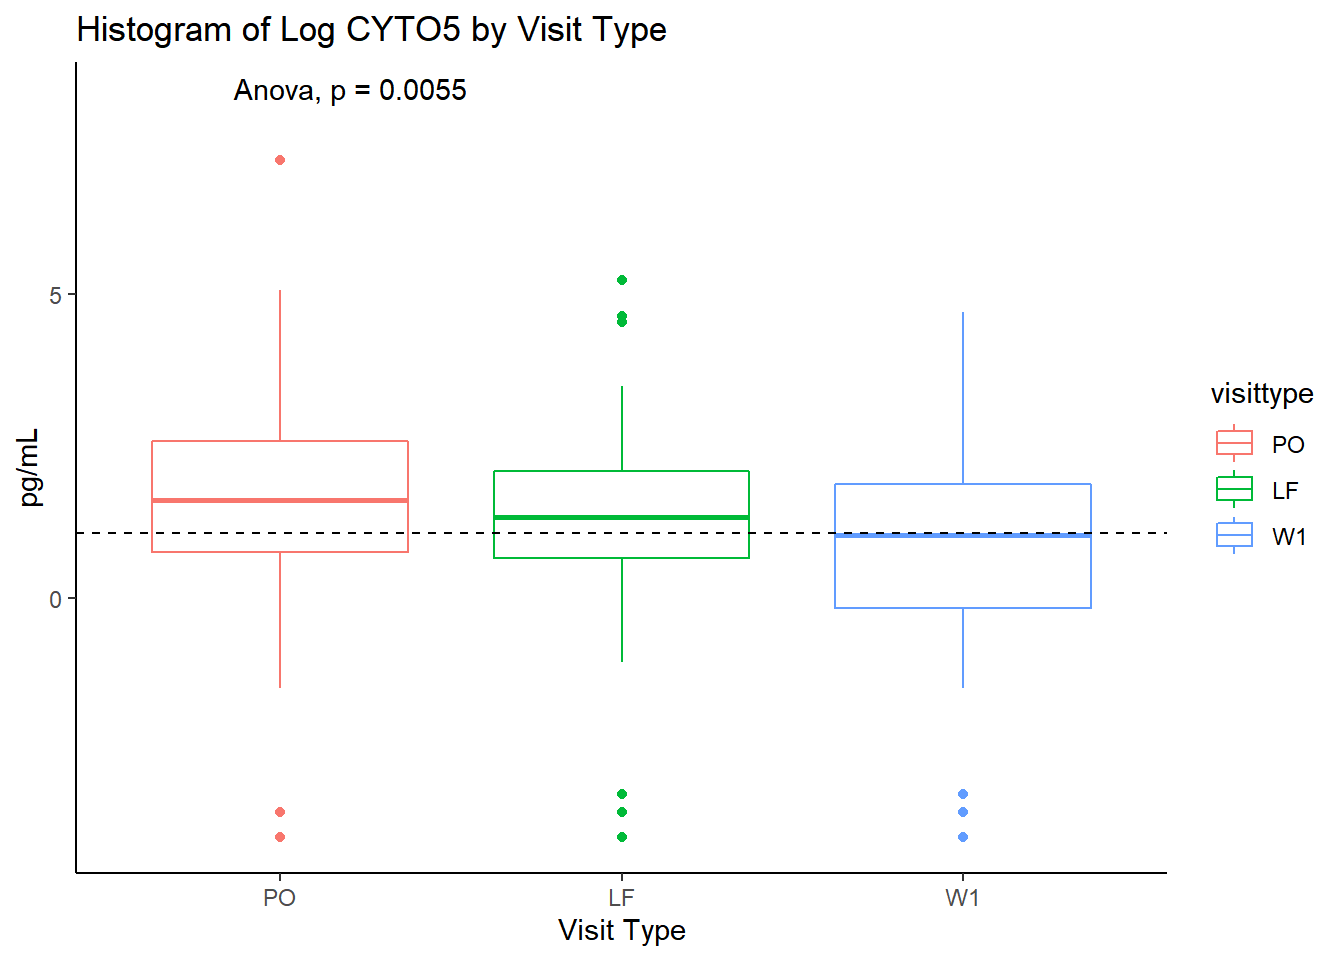 Histogram of Log CYTO5 by Visit Type
Anova, p = 0.0055
5
0
pg/mL
PO
LF
W1
Visit Type
visittype
PO
LF
W1